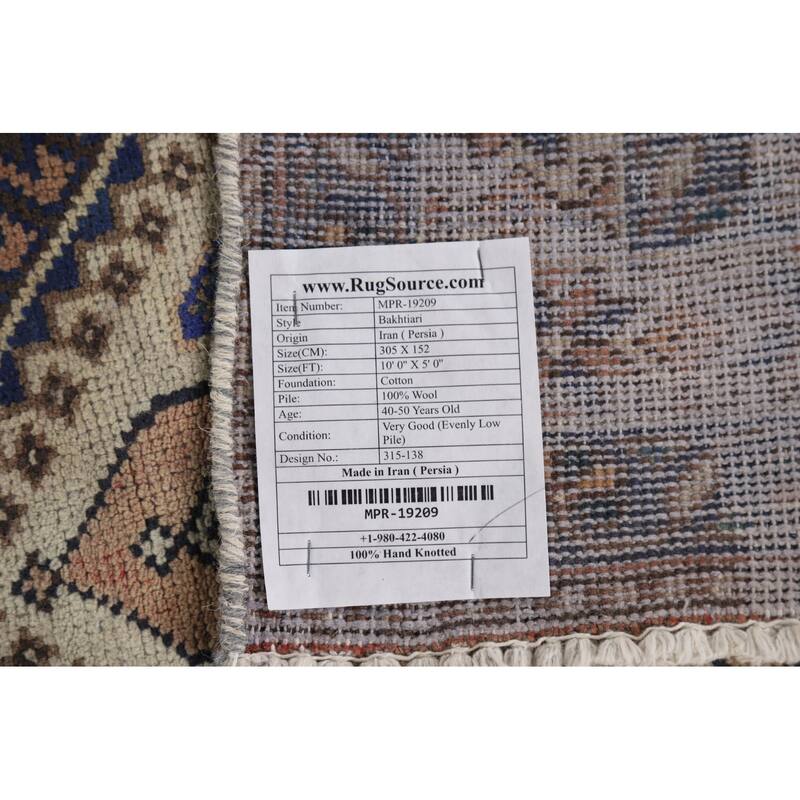 www.RugSource.com
Item Number: MPR-19209
Style Bakhtiari
Origin Iran ( Persia )
Size(CM): 305 X 152
Size(FT): 10' 0" X 5' 0"
Foundation: Cotton
Pile: 100% Wool
Age: 40-50 Years Old
Condition: Very Good (Evenly Low
Pile)
Design No.: 315-138
Made in Iran ( Persia )
MPR-19209
+1-980-422-4080
100% Hand Knotted